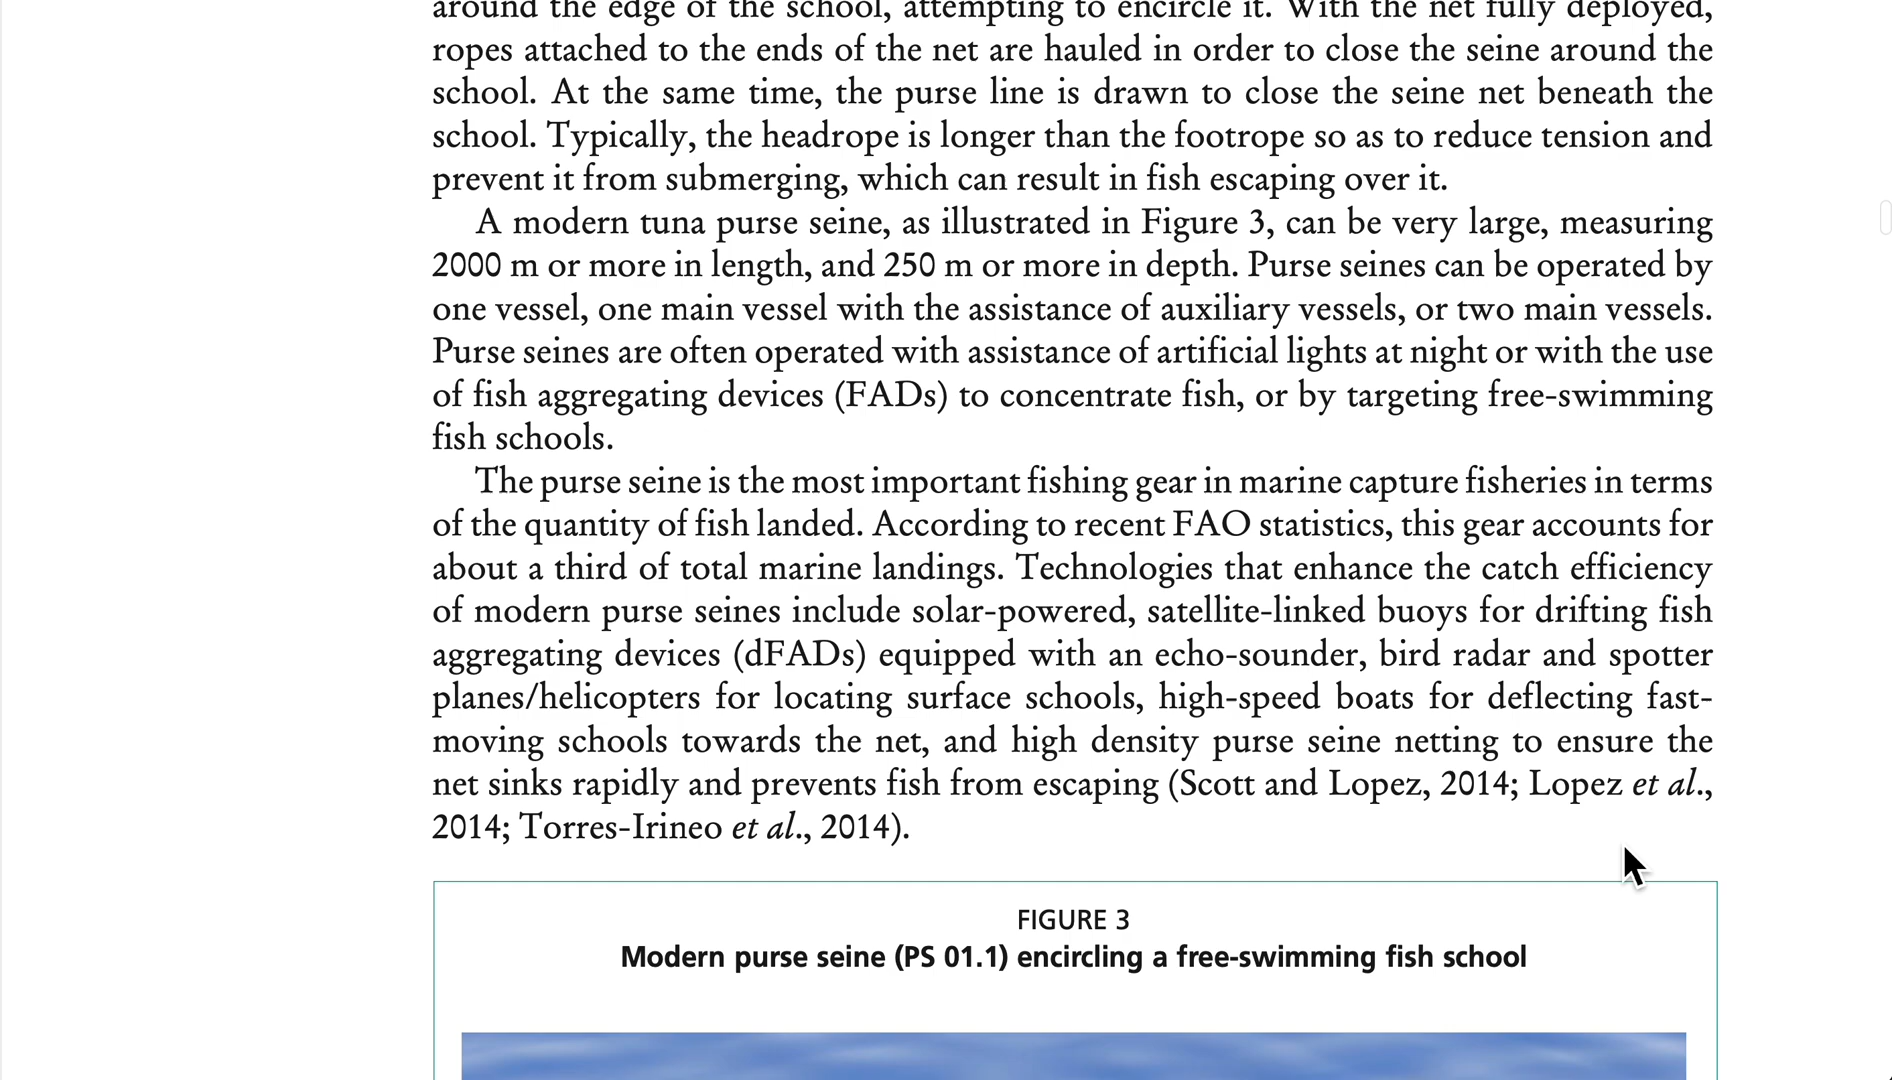 around the edge of the school, attempting to encircle it. With the net fully deployed,
ropes attached to the ends of the net are hauled in order to close the seine around the
school. At the same time, the purse line is drawn to close the seine net beneath the
school. Typically, the headrope is longer than the footrope so as to reduce tension and
prevent it from submerging, which can result in fish escaping over it.
A modern tuna purse seine, as illustrated in Figure 3, can be very large, measuring
2000 m or more in length, and 250 m or more in depth. Purse seines can be operated by
one vessel, one main vessel with the assistance of auxiliary vessels, or two main vessels.
Purse seines are often operated with assistance of artificial lights at night or with the use
of fish aggregating devices (FADs) to concentrate fish, or by targeting free-swimming
fish schools.
The purse seine is the most important fishing gear in marine capture fisheries in terms
of the quantity of fish landed. According to recent FAO statistics, this gear accounts for
about a third of total marine landings. Technologies that enhance the catch efficiency
of modern purse seines include solar-powered, satellite-linked buoys for drifting fish
aggregating devices (dFADs) equipped with an echo-sounder, bird radar and spotter
planes/helicopters for locating surface schools, high-speed boats for deflecting fast-
moving schools towards the net, and high density purse seine netting to ensure the
net sinks rapidly and prevents fish from escaping (Scott and Lopez, 2014; Lopez et al.,
2014; Torres-Irineo et al., 2014).
FIGURE 3
Modern purse seine (PS 01.1) encircling a free-swimming fish school